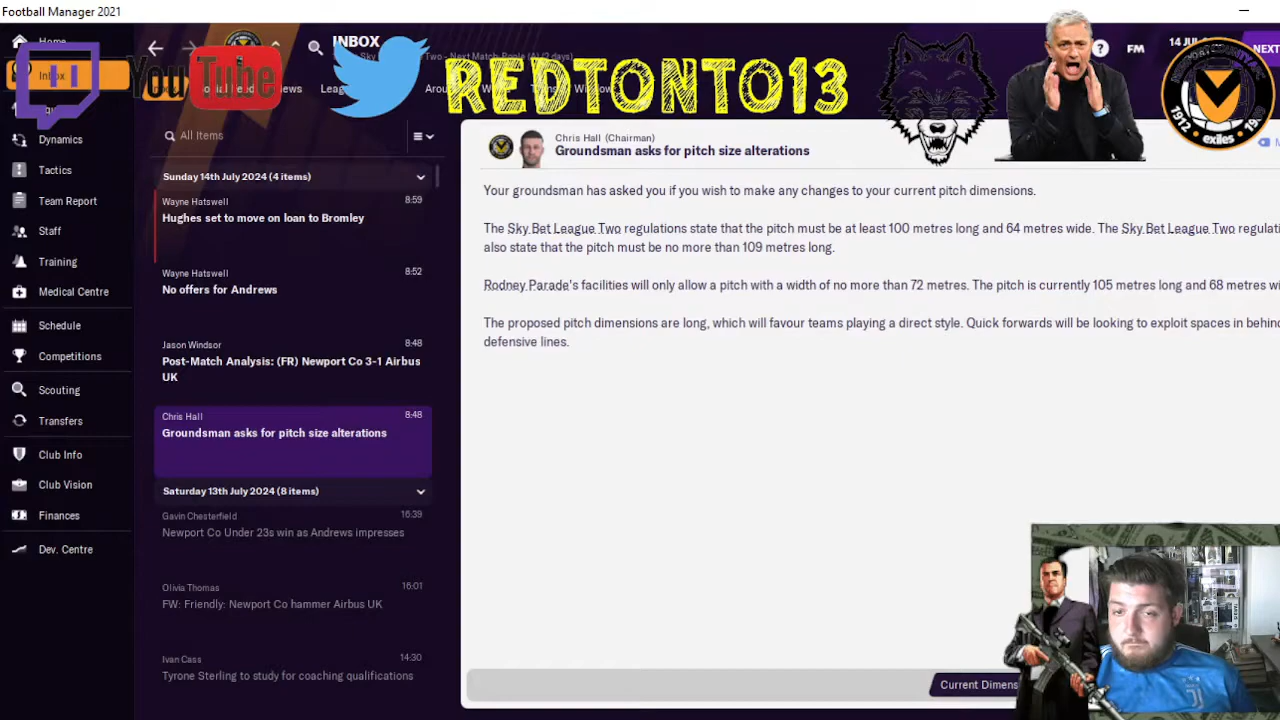 Football Manager 2021
Home
INBOX
FM
14 JUL
NEXT
YouTube
REDTONTO13
1912 exiles
Inbox
Dynamics
Tactics
Team Report
Staff
Training
Medical Centre
Schedule
Competitions
Scouting
Transfers
Club Info
Club Vision
Finances
Dev. Centre
All Items
Sunday 14th July 2024 (4 items)
Wayne Hatswell 8:59
Hughes set to move on loan to Bromley
Wayne Hatswell 8:52
No offers for Andrews
Jason Windsor 8:48
Post-Match Analysis: (FR) Newport Co 3-1 Airbus
UK
Chris Hall 8:48
Groundsman asks for pitch size alterations
Saturday 13th July 2024 (8 items)
Gavin Chesterfield 16:39
Newport Co Under 23s win as Andrews impresses
Olivia Thomas 16:01
FW: Friendly: Newport Co hammer Airbus UK
Ivan Cass 14:30
Tyrone Sterling to study for coaching qualifications
Chris Hall (Chairman)
Groundsman asks for pitch size alterations
Your groundsman has asked you if you wish to make any changes to your current pitch dimensions.
The Sky Bet League Two regulations state that the pitch must be at least 100 metres long and 64 metres wide. The Sky Bet League Two regulati
also state that the pitch must be no more than 109 metres long.
Rodney Parade's facilities will only allow a pitch with a width of no more than 72 metres. The pitch is currently 105 metres long and 68 metres wi
The proposed pitch dimensions are long, which will favour teams playing a direct style. Quick forwards will be looking to exploit spaces in behin
defensive lines.
Current Dimens